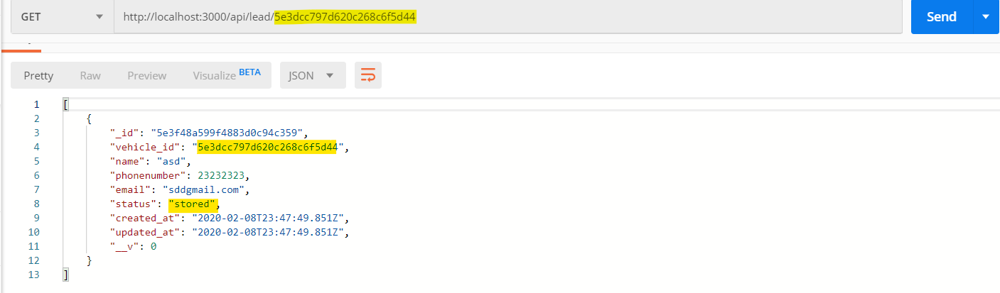 GET http://localhost:3000/api/lead/5e3dcc797d620c268c6f5d44 Send
Pretty Raw Preview Visualize BETA JSON
1 [
2 {
3 "_id": "5e3f48a599f4883d0c94c359",
4 "vehicle_id": "5e3dcc797d620c268c6f5d44",
5 "name": "asd",
6 "phonenumber": 23232323,
7 "email": "sddgmail.com",
8 "status": "stored",
9 "created_at": "2020-02-08T23:47:49.851Z",
10 "updated_at": "2020-02-08T23:47:49.851Z",
11 "__v": 0
12 }
13 ]